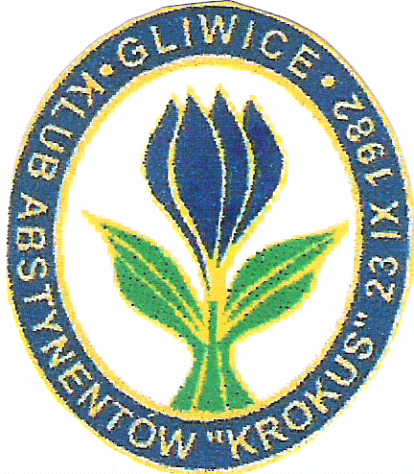 GLIWICE • 1982 IX 23
• KLUB ABSTYNENTÓW "KROKUS"